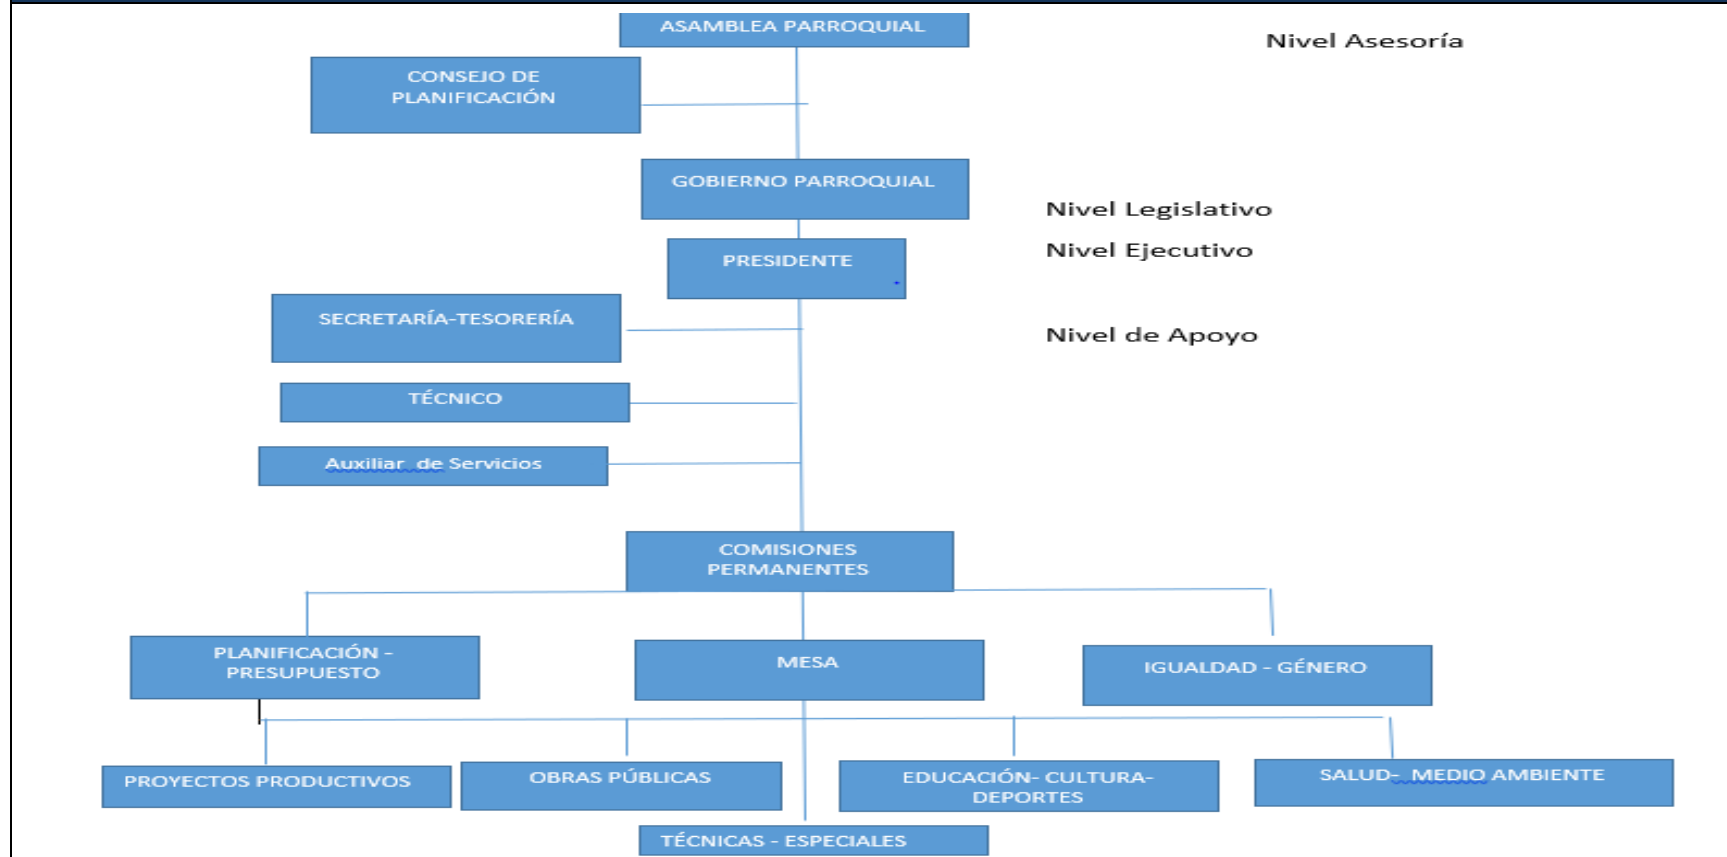 ASAMBLEA PARROQUIAL
Nivel Asesoría
CONSEJO DE
PLANIFICACIÓN
GOBIERNO PARROQUIAL
Nivel Legislativo
Nivel Ejecutivo
PRESIDENTE
SECRETARÍA-TESORERÍA
Nivel de Apoyo
TÉCNICO
Auxiliar de Servicios
COMISIONES
PERMANENTES
PLANIFICACIÓN -
PRESUPUESTO
MESA
IGUALDAD - GÉNERO
PROYECTOS PRODUCTIVOS
OBRAS PÚBLICAS
EDUCACIÓN- CULTURA-
DEPORTES
SALUD- MEDIO AMBIENTE
TÉCNICAS - ESPECIALES